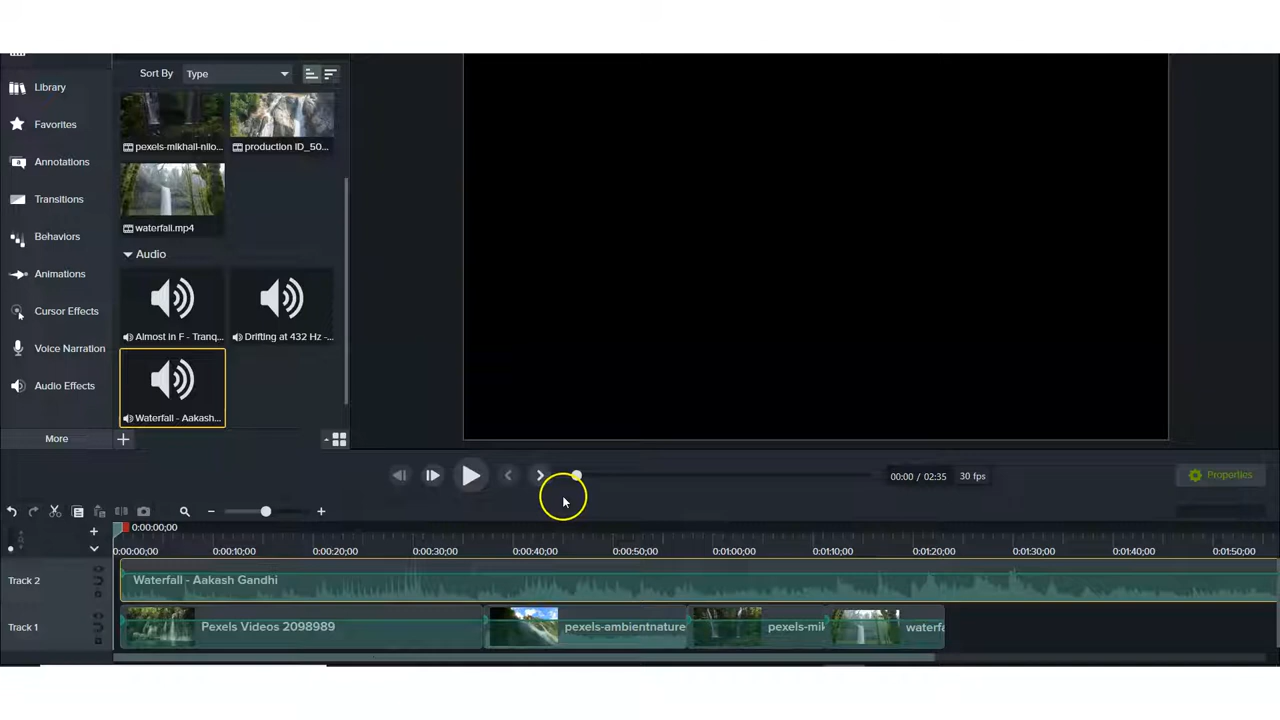 Sort By Type
Library
Favorites
Annotations
Transitions
Behaviors
Animations
Cursor Effects
Voice Narration
Audio Effects
More
pexels-mikhail-nilo...
production ID_50...
waterfall.mp4
Audio
Almost in F - Tranq...
Drifting at 432 Hz -...
Waterfall - Aakash...
00:00 / 02:35 30 fps
Properties
0:00:00;00
0:00:00;00 0:00:10;00 0:00:20;00 0:00:30;00 0:00:40;00 0:00:50;00 0:01:00;00 0:01:10;00 0:01:20;00 0:01:30;00 0:01:40;00 0:01:50;00
Track 2 Waterfall - Aakash Gandhi
Track 1 Pexels Videos 2098989 pexels-ambientnature pexels-mik waterfa